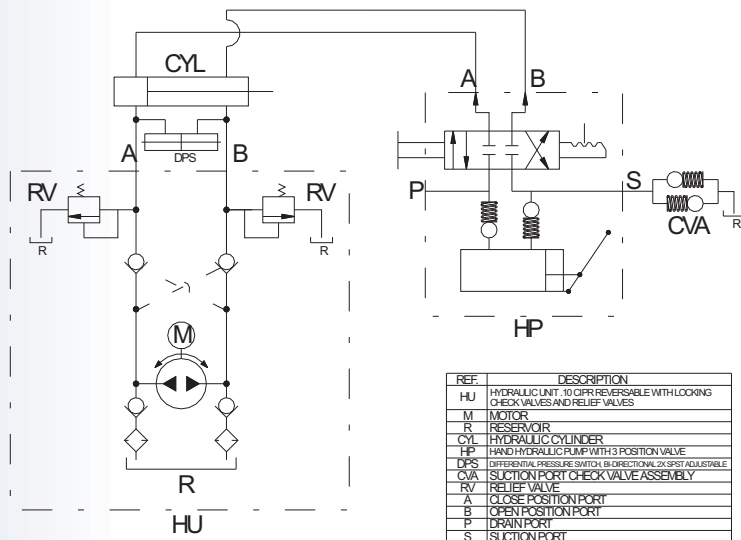 CYL
A B
A B
DPS
RV RV
R R
M
R
HU
P S
CVA
R
HP
REF. DESCRIPTION
HU HYDRAULIC UNIT .10 CIPR REVERSABLE WITH LOCKING
CHECK VALVES AND RELIEF VALVES
M MOTOR
R RESERVOIR
CYL HYDRAULIC CYLINDER
HP HAND HYDRAULIC PUMP WITH 3 POSITION VALVE
DPS DIFFERENTIAL PRESSURE SWITCH, BI-DIRECTIONAL 2X SPST ADJUSTABLE
CVA SUCTION PORT CHECK VALVE ASSEMBLY
RV RELIEF VALVE
A CLOSE POSITION PORT
B OPEN POSITION PORT
P DRAIN PORT
S SUCTION PORT